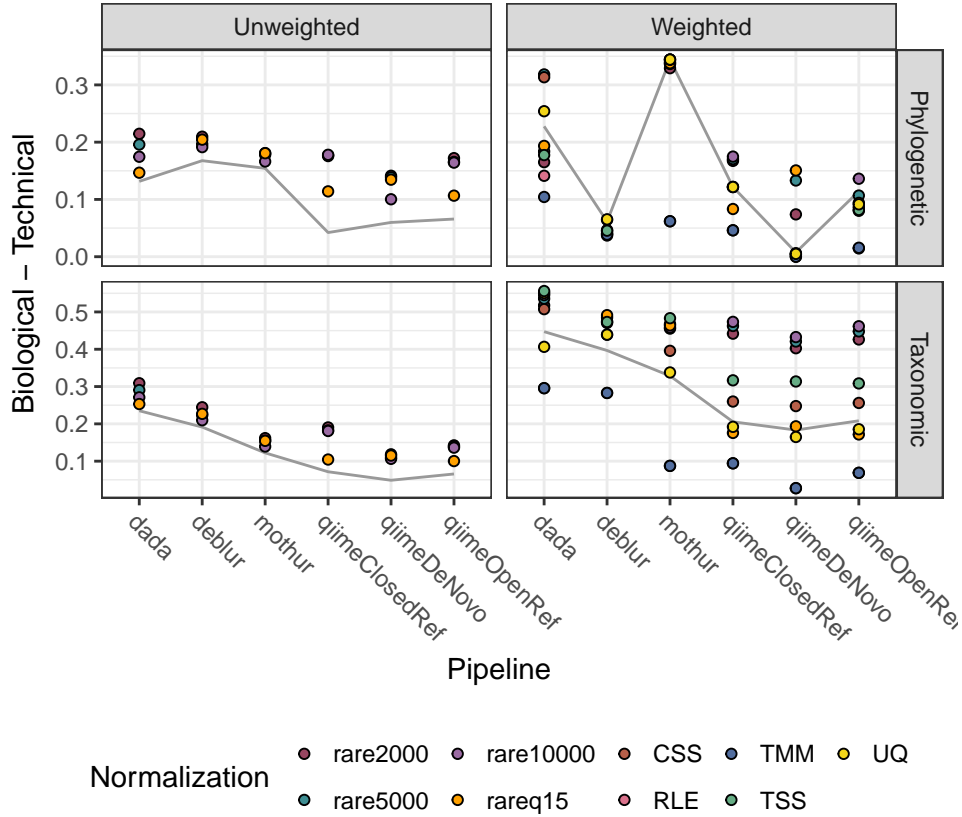 Unweighted
Weighted
Biological − Technical
0.3
0.2
0.1
0.0
Phylogenetic
0.5
0.4
0.3
0.2
0.1
Taxonomic
dada
deblur
mothur
qiimeClosedRef
qiimeDeNovo
qiimeOpenRef
dada
deblur
mothur
qiimeClosedRef
qiimeDeNovo
qiimeOpenRef
Pipeline
Normalization
rare2000 rare10000 CSS TMM UQ
rare5000 rareq15 RLE TSS